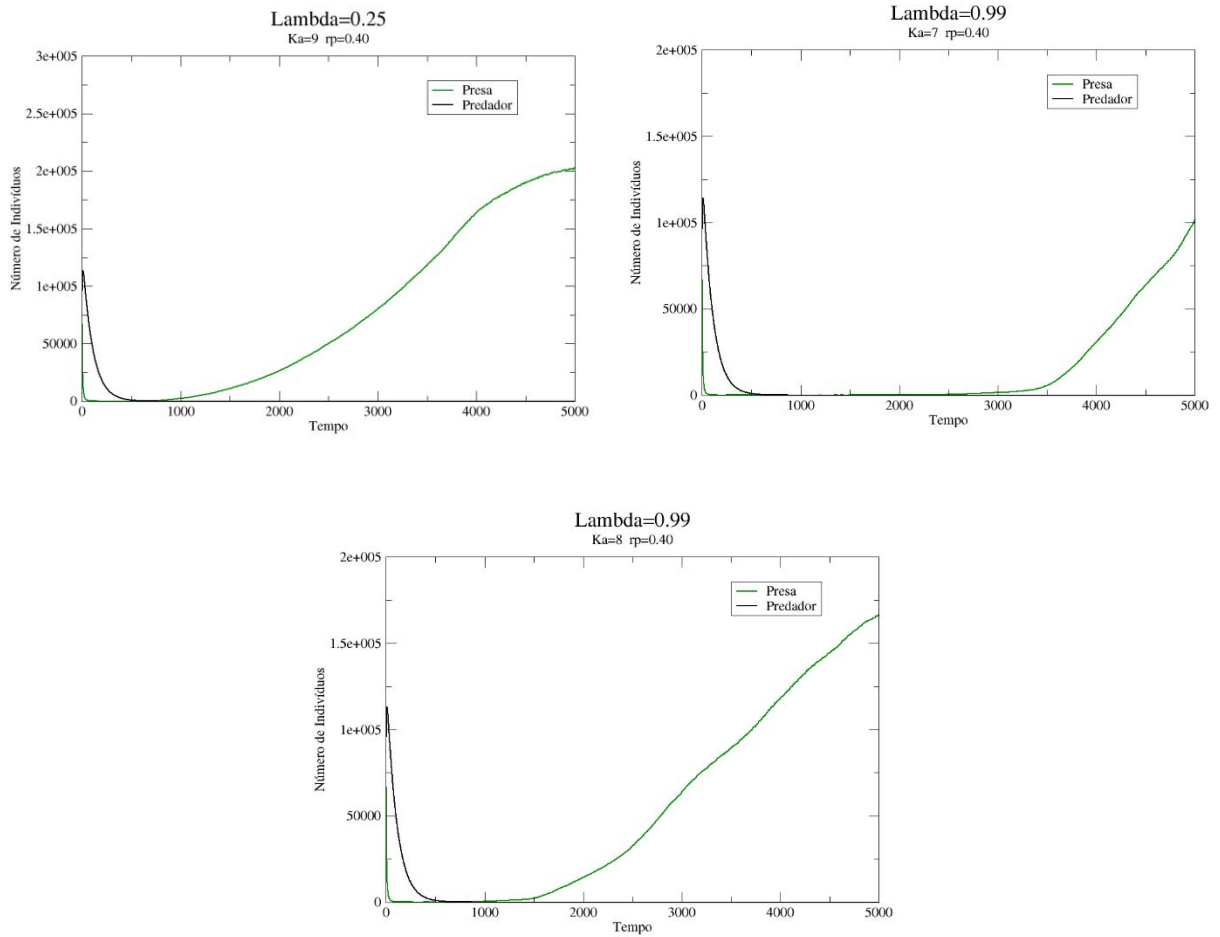 Lambda=0.25
Ka=9 rp=0.40
3e+005
2.5e+005
2e+005
1.5e+005
1e+005
50000
0
Número de Indivíduos
Presa
Predador
0 1000 2000 3000 4000 5000
Tempo
Lambda=0.99
Ka=7 rp=0.40
2e+005
1.5e+005
1e+005
50000
0
Número de Indivíduos
Presa
Predador
0 1000 2000 3000 4000 5000
Tempo
Lambda=0.99
Ka=8 rp=0.40
2e+005
1.5e+005
1e+005
50000
0
Número de Indivíduos
Presa
Predador
0 1000 2000 3000 4000 5000
Tempo